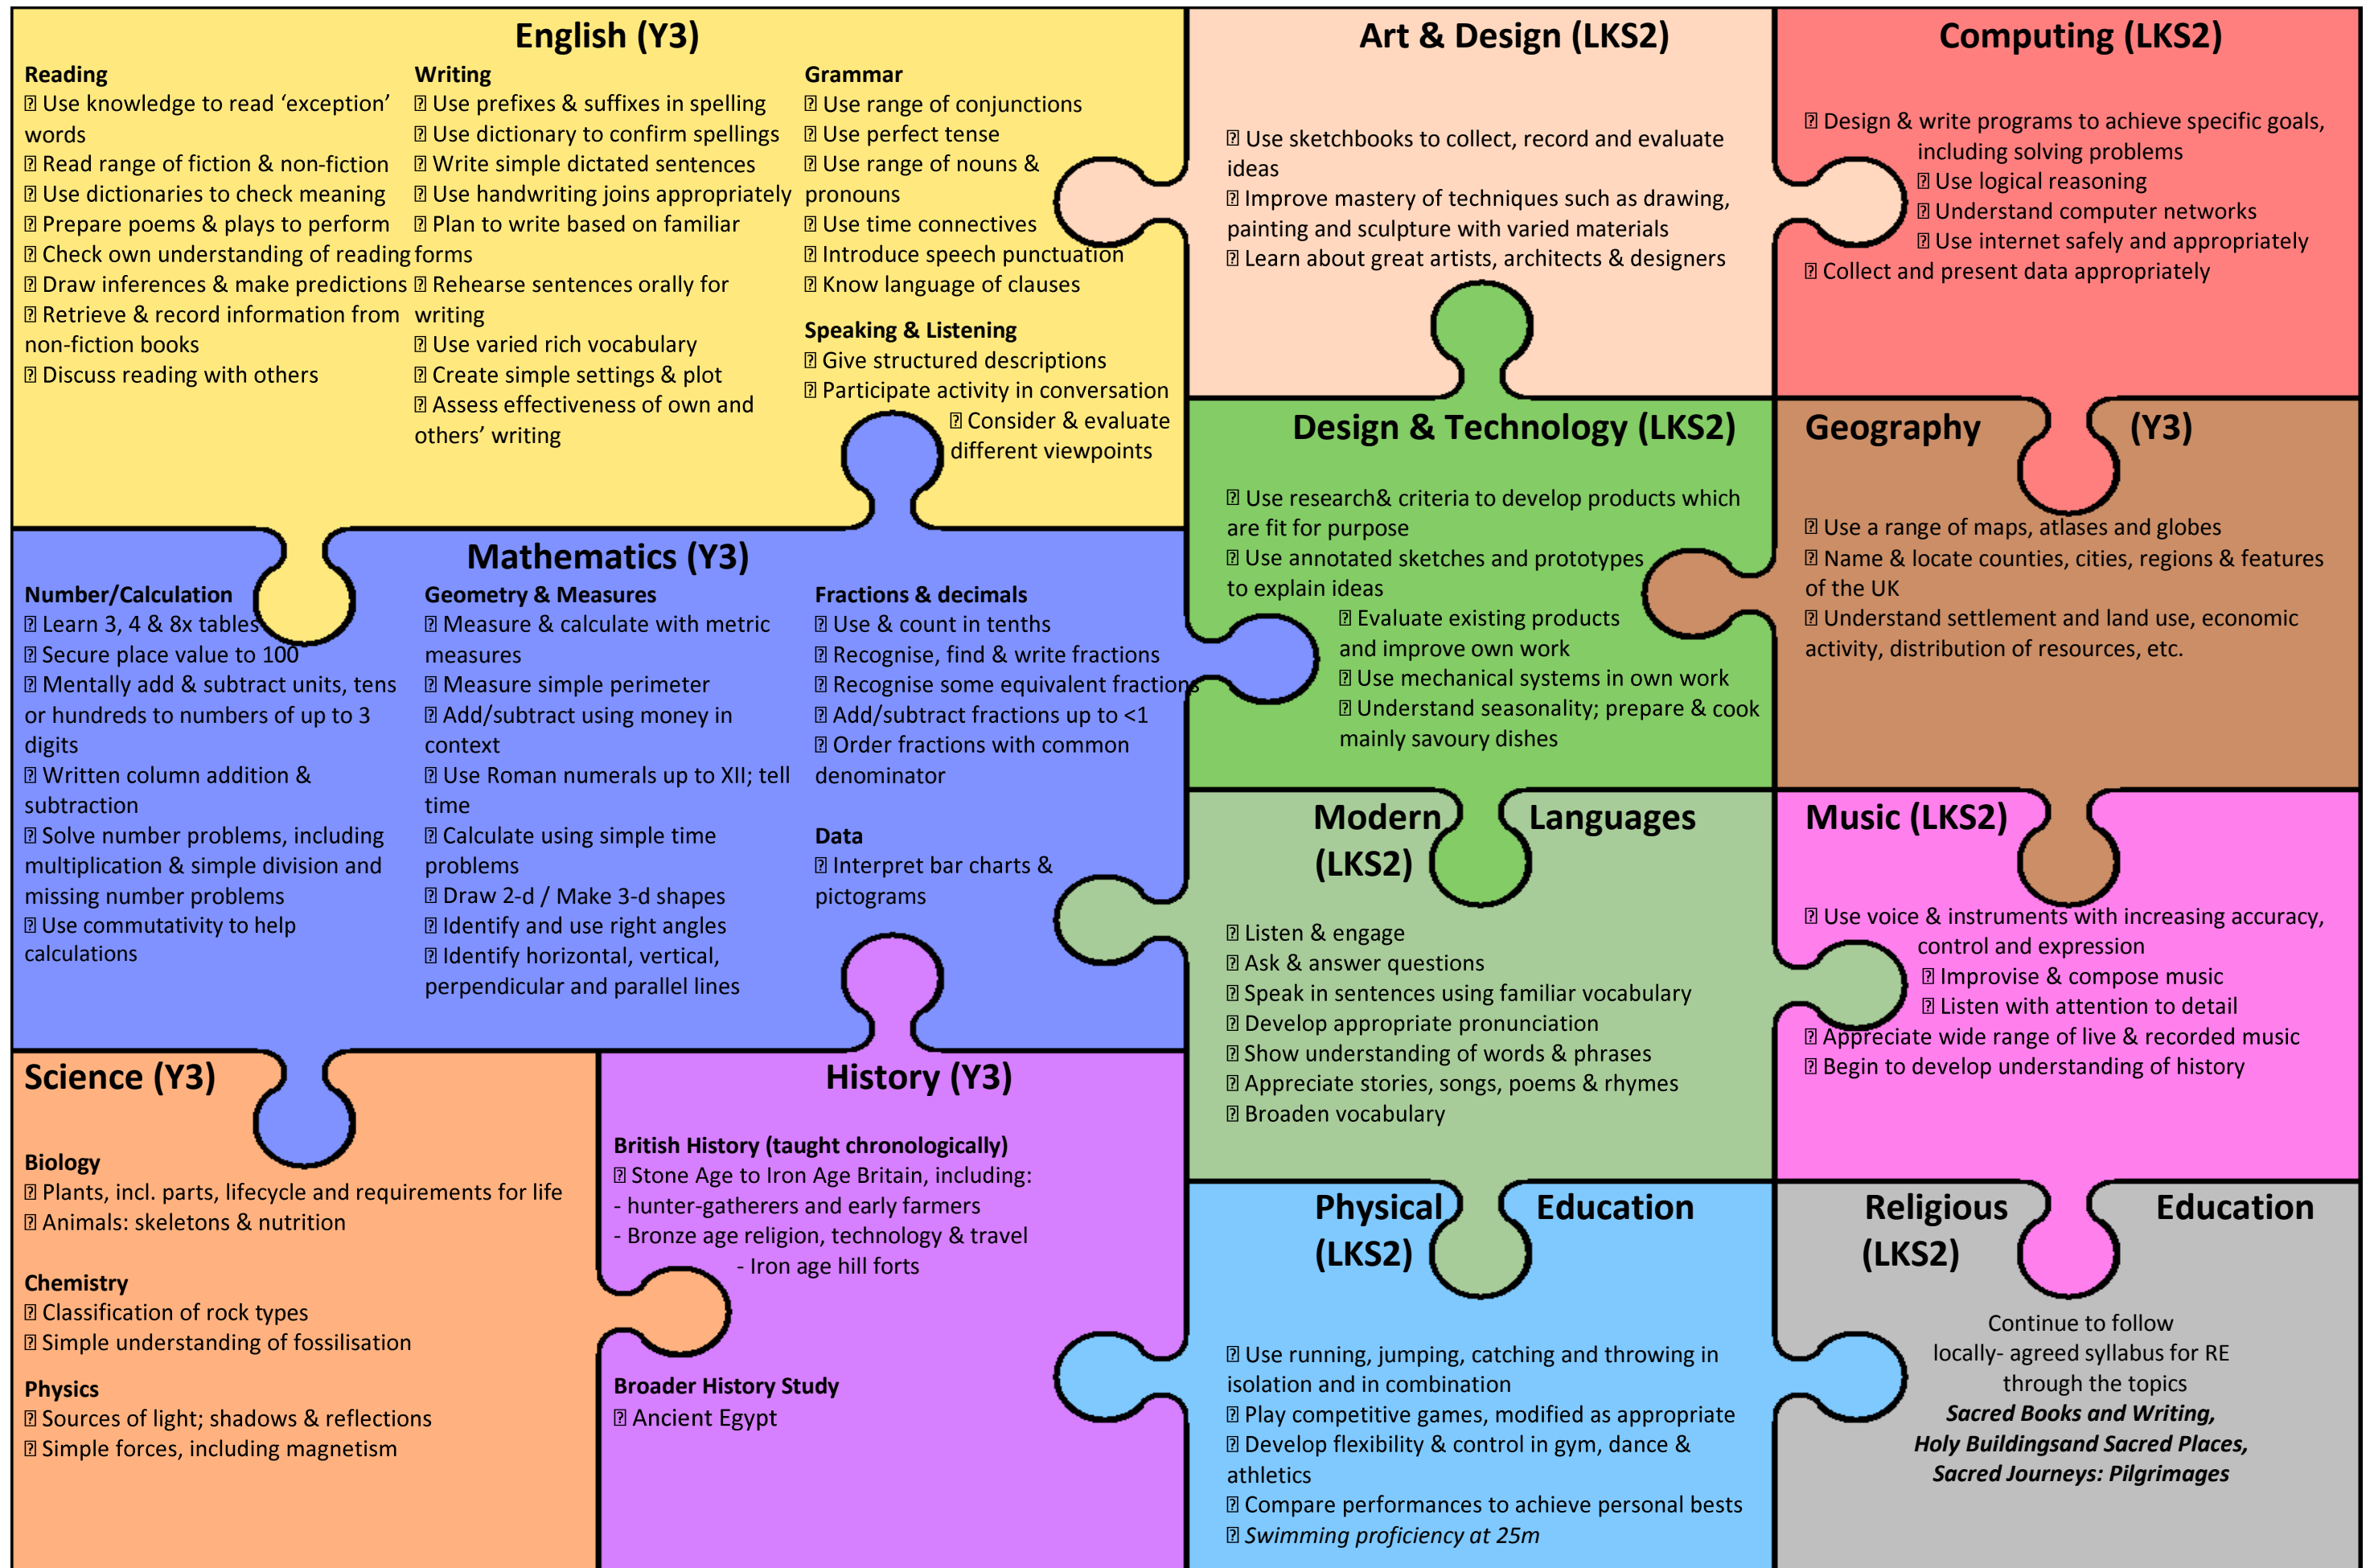 English (Y3)
Reading
⍰ Use knowledge to read ‘exception’
words
⍰ Read range of fiction & non-fiction
⍰ Use dictionaries to check meaning
⍰ Prepare poems & plays to perform
⍰ Check own understanding of reading
⍰ Draw inferences & make predictions
⍰ Retrieve & record information from
non-fiction books
⍰ Discuss reading with others
Writing
⍰ Use prefixes & suffixes in spelling
⍰ Use dictionary to confirm spellings
⍰ Write simple dictated sentences
⍰ Use handwriting joins appropriately
⍰ Plan to write based on familiar
forms
⍰ Rehearse sentences orally for
writing
⍰ Use varied rich vocabulary
⍰ Create simple settings & plot
⍰ Assess effectiveness of own and
others’ writing
Grammar
⍰ Use range of conjunctions
⍰ Use perfect tense
⍰ Use range of nouns &
pronouns
⍰ Use time connectives
⍰ Introduce speech punctuation
⍰ Know language of clauses
Speaking & Listening
⍰ Give structured descriptions
⍰ Participate activity in conversation
⍰ Consider & evaluate
different viewpoints
Art & Design (LKS2)
⍰ Use sketchbooks to collect, record and evaluate
ideas
⍰ Improve mastery of techniques such as drawing,
painting and sculpture with varied materials
⍰ Learn about great artists, architects & designers
Computing (LKS2)
⍰ Design & write programs to achieve specific goals,
including solving problems
⍰ Use logical reasoning
⍰ Understand computer networks
⍰ Use internet safely and appropriately
⍰ Collect and present data appropriately
Design & Technology (LKS2)
⍰ Use research& criteria to develop products which
are fit for purpose
⍰ Use annotated sketches and prototypes
to explain ideas
⍰ Evaluate existing products
and improve own work
⍰ Use mechanical systems in own work
⍰ Understand seasonality; prepare & cook
mainly savoury dishes
Geography (Y3)
⍰ Use a range of maps, atlases and globes
⍰ Name & locate counties, cities, regions & features
of the UK
⍰ Understand settlement and land use, economic
activity, distribution of resources, etc.
Mathematics (Y3)
Number/Calculation
⍰ Learn 3, 4 & 8x tables
⍰ Secure place value to 100
⍰ Mentally add & subtract units, tens
or hundreds to numbers of up to 3
digits
⍰ Written column addition &
subtraction
⍰ Solve number problems, including
multiplication & simple division and
missing number problems
⍰ Use commutativity to help
calculations
Geometry & Measures
⍰ Measure & calculate with metric
measures
⍰ Measure simple perimeter
⍰ Add/subtract using money in
context
⍰ Use Roman numerals up to XII; tell
time
⍰ Calculate using simple time
problems
⍰ Draw 2-d / Make 3-d shapes
⍰ Identify and use right angles
⍰ Identify horizontal, vertical,
perpendicular and parallel lines
Fractions & decimals
⍰ Use & count in tenths
⍰ Recognise, find & write fractions
⍰ Recognise some equivalent fractions
⍰ Add/subtract fractions up to <1
⍰ Order fractions with common
denominator
Data
⍰ Interpret bar charts &
pictograms
Modern Languages
(LKS2)
⍰ Listen & engage
⍰ Ask & answer questions
⍰ Speak in sentences using familiar vocabulary
⍰ Develop appropriate pronunciation
⍰ Show understanding of words & phrases
⍰ Appreciate stories, songs, poems & rhymes
⍰ Broaden vocabulary
Music (LKS2)
⍰ Use voice & instruments with increasing accuracy,
control and expression
⍰ Improvise & compose music
⍰ Listen with attention to detail
⍰ Appreciate wide range of live & recorded music
⍰ Begin to develop understanding of history
Science (Y3)
Biology
⍰ Plants, incl. parts, lifecycle and requirements for life
⍰ Animals: skeletons & nutrition
Chemistry
⍰ Classification of rock types
⍰ Simple understanding of fossilisation
Physics
⍰ Sources of light; shadows & reflections
⍰ Simple forces, including magnetism
History (Y3)
British History (taught chronologically)
⍰ Stone Age to Iron Age Britain, including:
- hunter-gatherers and early farmers
- Bronze age religion, technology & travel
- Iron age hill forts
Broader History Study
⍰ Ancient Egypt
Physical Education
(LKS2)
⍰ Use running, jumping, catching and throwing in
isolation and in combination
⍰ Play competitive games, modified as appropriate
⍰ Develop flexibility & control in gym, dance &
athletics
⍰ Compare performances to achieve personal bests
⍰ Swimming proficiency at 25m
Religious Education
(LKS2)
Continue to follow
locally- agreed syllabus for RE
through the topics
Sacred Books and Writing,
Holy Buildingsand Sacred Places,
Sacred Journeys: Pilgrimages